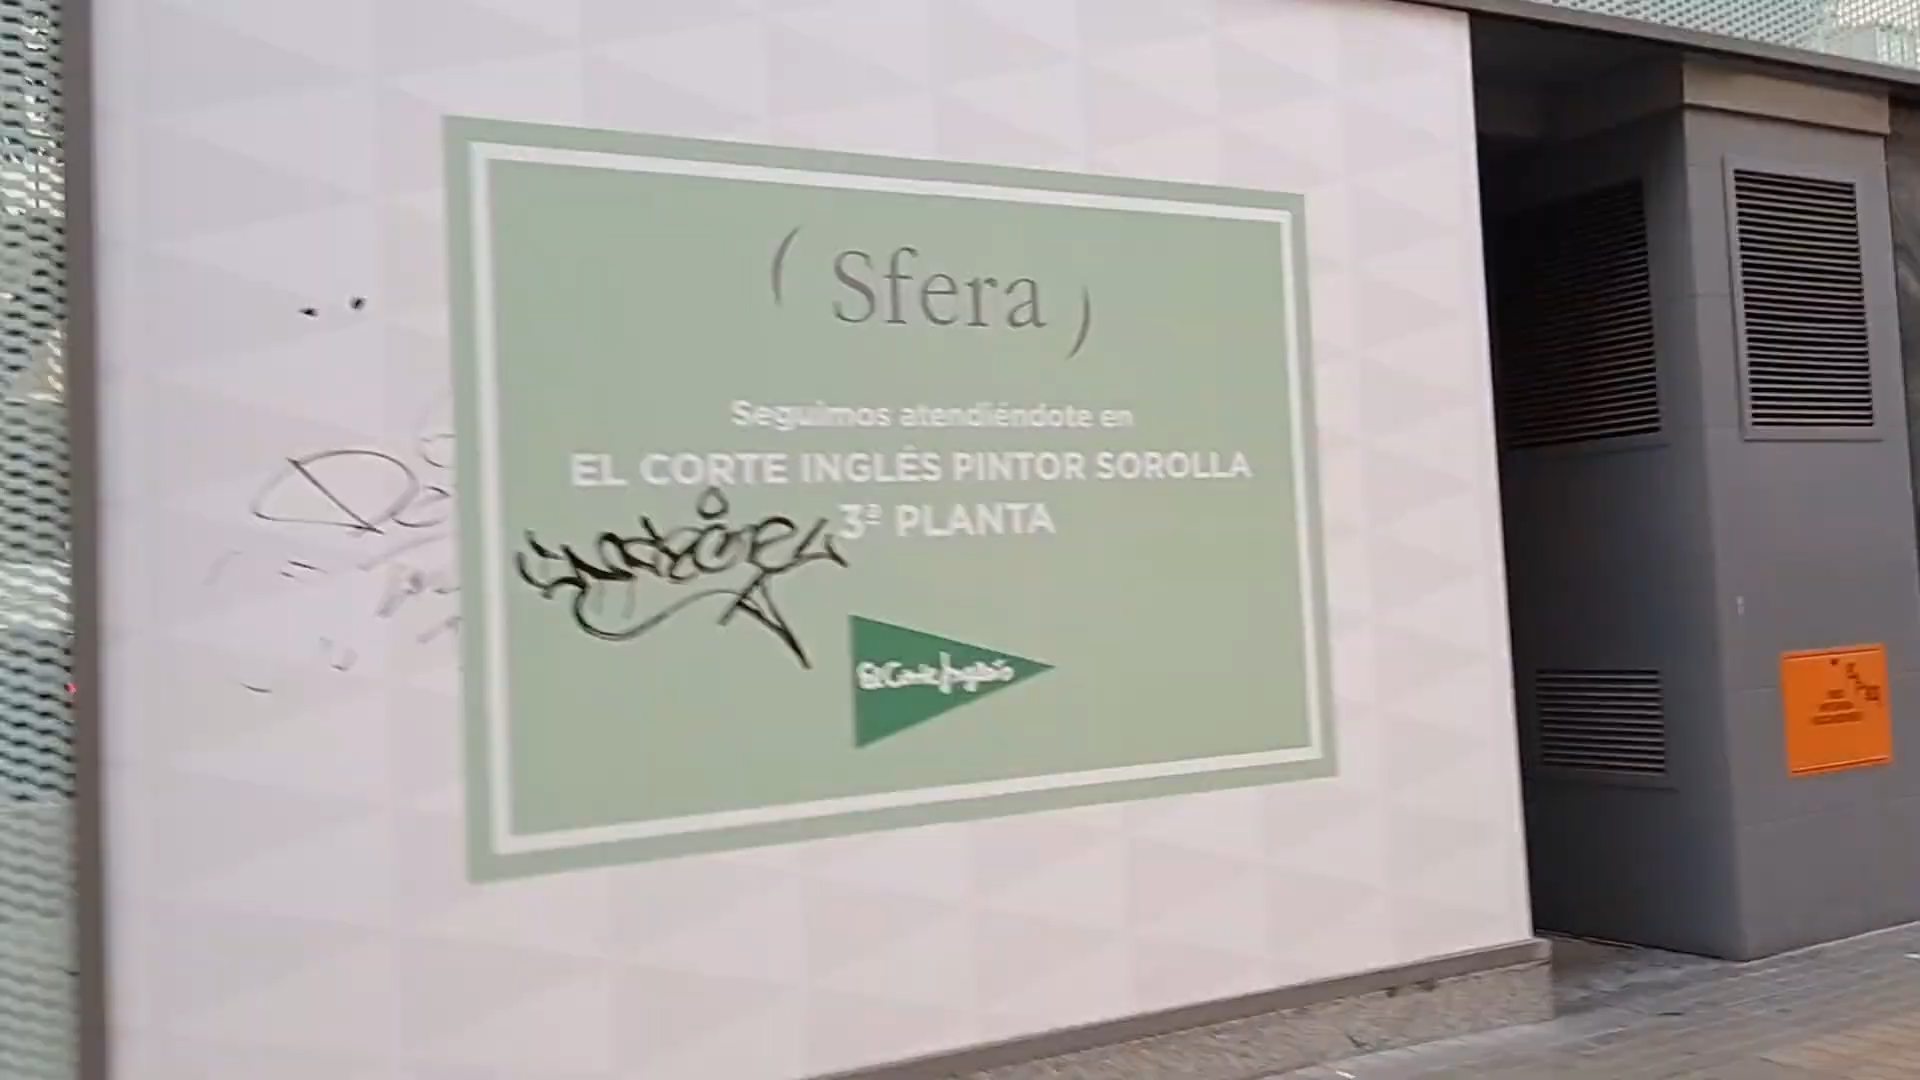 ( Sfera )
Seguimos atendiéndote en
EL CORTE INGLÉS PINTOR SOROLLA
3ª PLANTA
El Corte Inglés